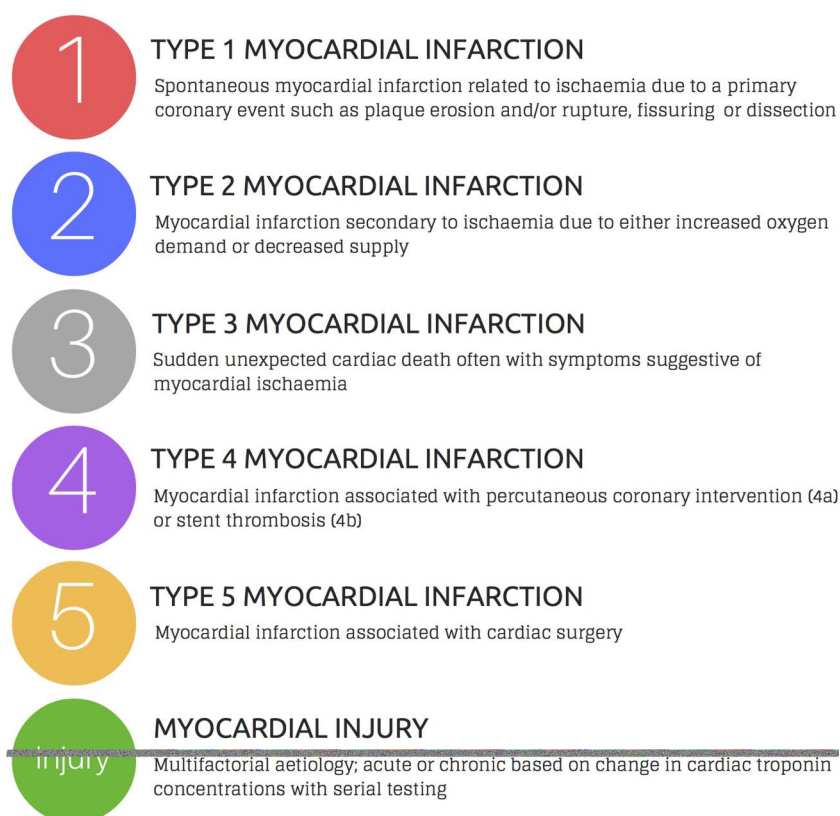 1
TYPE 1 MYOCARDIAL INFARCTION
Spontaneous myocardial infarction related to ischaemia due to a primary
coronary event such as plaque erosion and/or rupture, fissuring or dissection
2
TYPE 2 MYOCARDIAL INFARCTION
Myocardial infarction secondary to ischaemia due to either increased oxygen
demand or decreased supply
3
TYPE 3 MYOCARDIAL INFARCTION
Sudden unexpected cardiac death often with symptoms suggestive of
myocardial ischaemia
4
TYPE 4 MYOCARDIAL INFARCTION
Myocardial infarction associated with percutaneous coronary intervention (4a)
or stent thrombosis (4b)
5
TYPE 5 MYOCARDIAL INFARCTION
Myocardial infarction associated with cardiac surgery
injury
MYOCARDIAL INJURY
Multifactorial aetiology; acute or chronic based on change in cardiac troponin
concentrations with serial testing